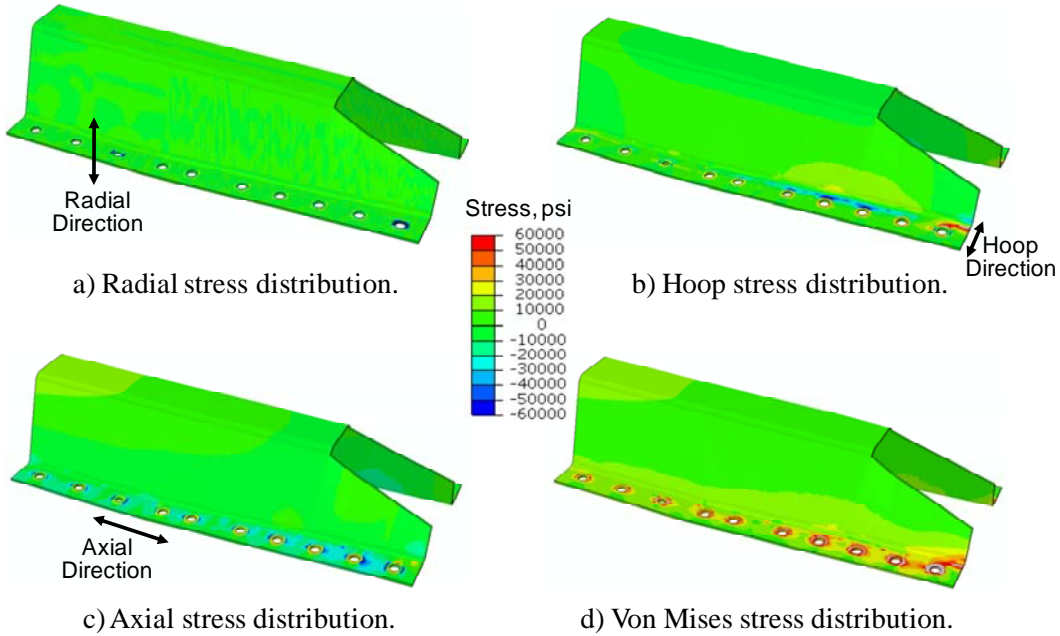 Radial
Direction
a) Radial stress distribution.
Hoop
Direction
b) Hoop stress distribution.
Stress, psi
60000
50000
40000
30000
20000
10000
0
-10000
-20000
-30000
-40000
-50000
-60000
Axial
Direction
c) Axial stress distribution.
d) Von Mises stress distribution.